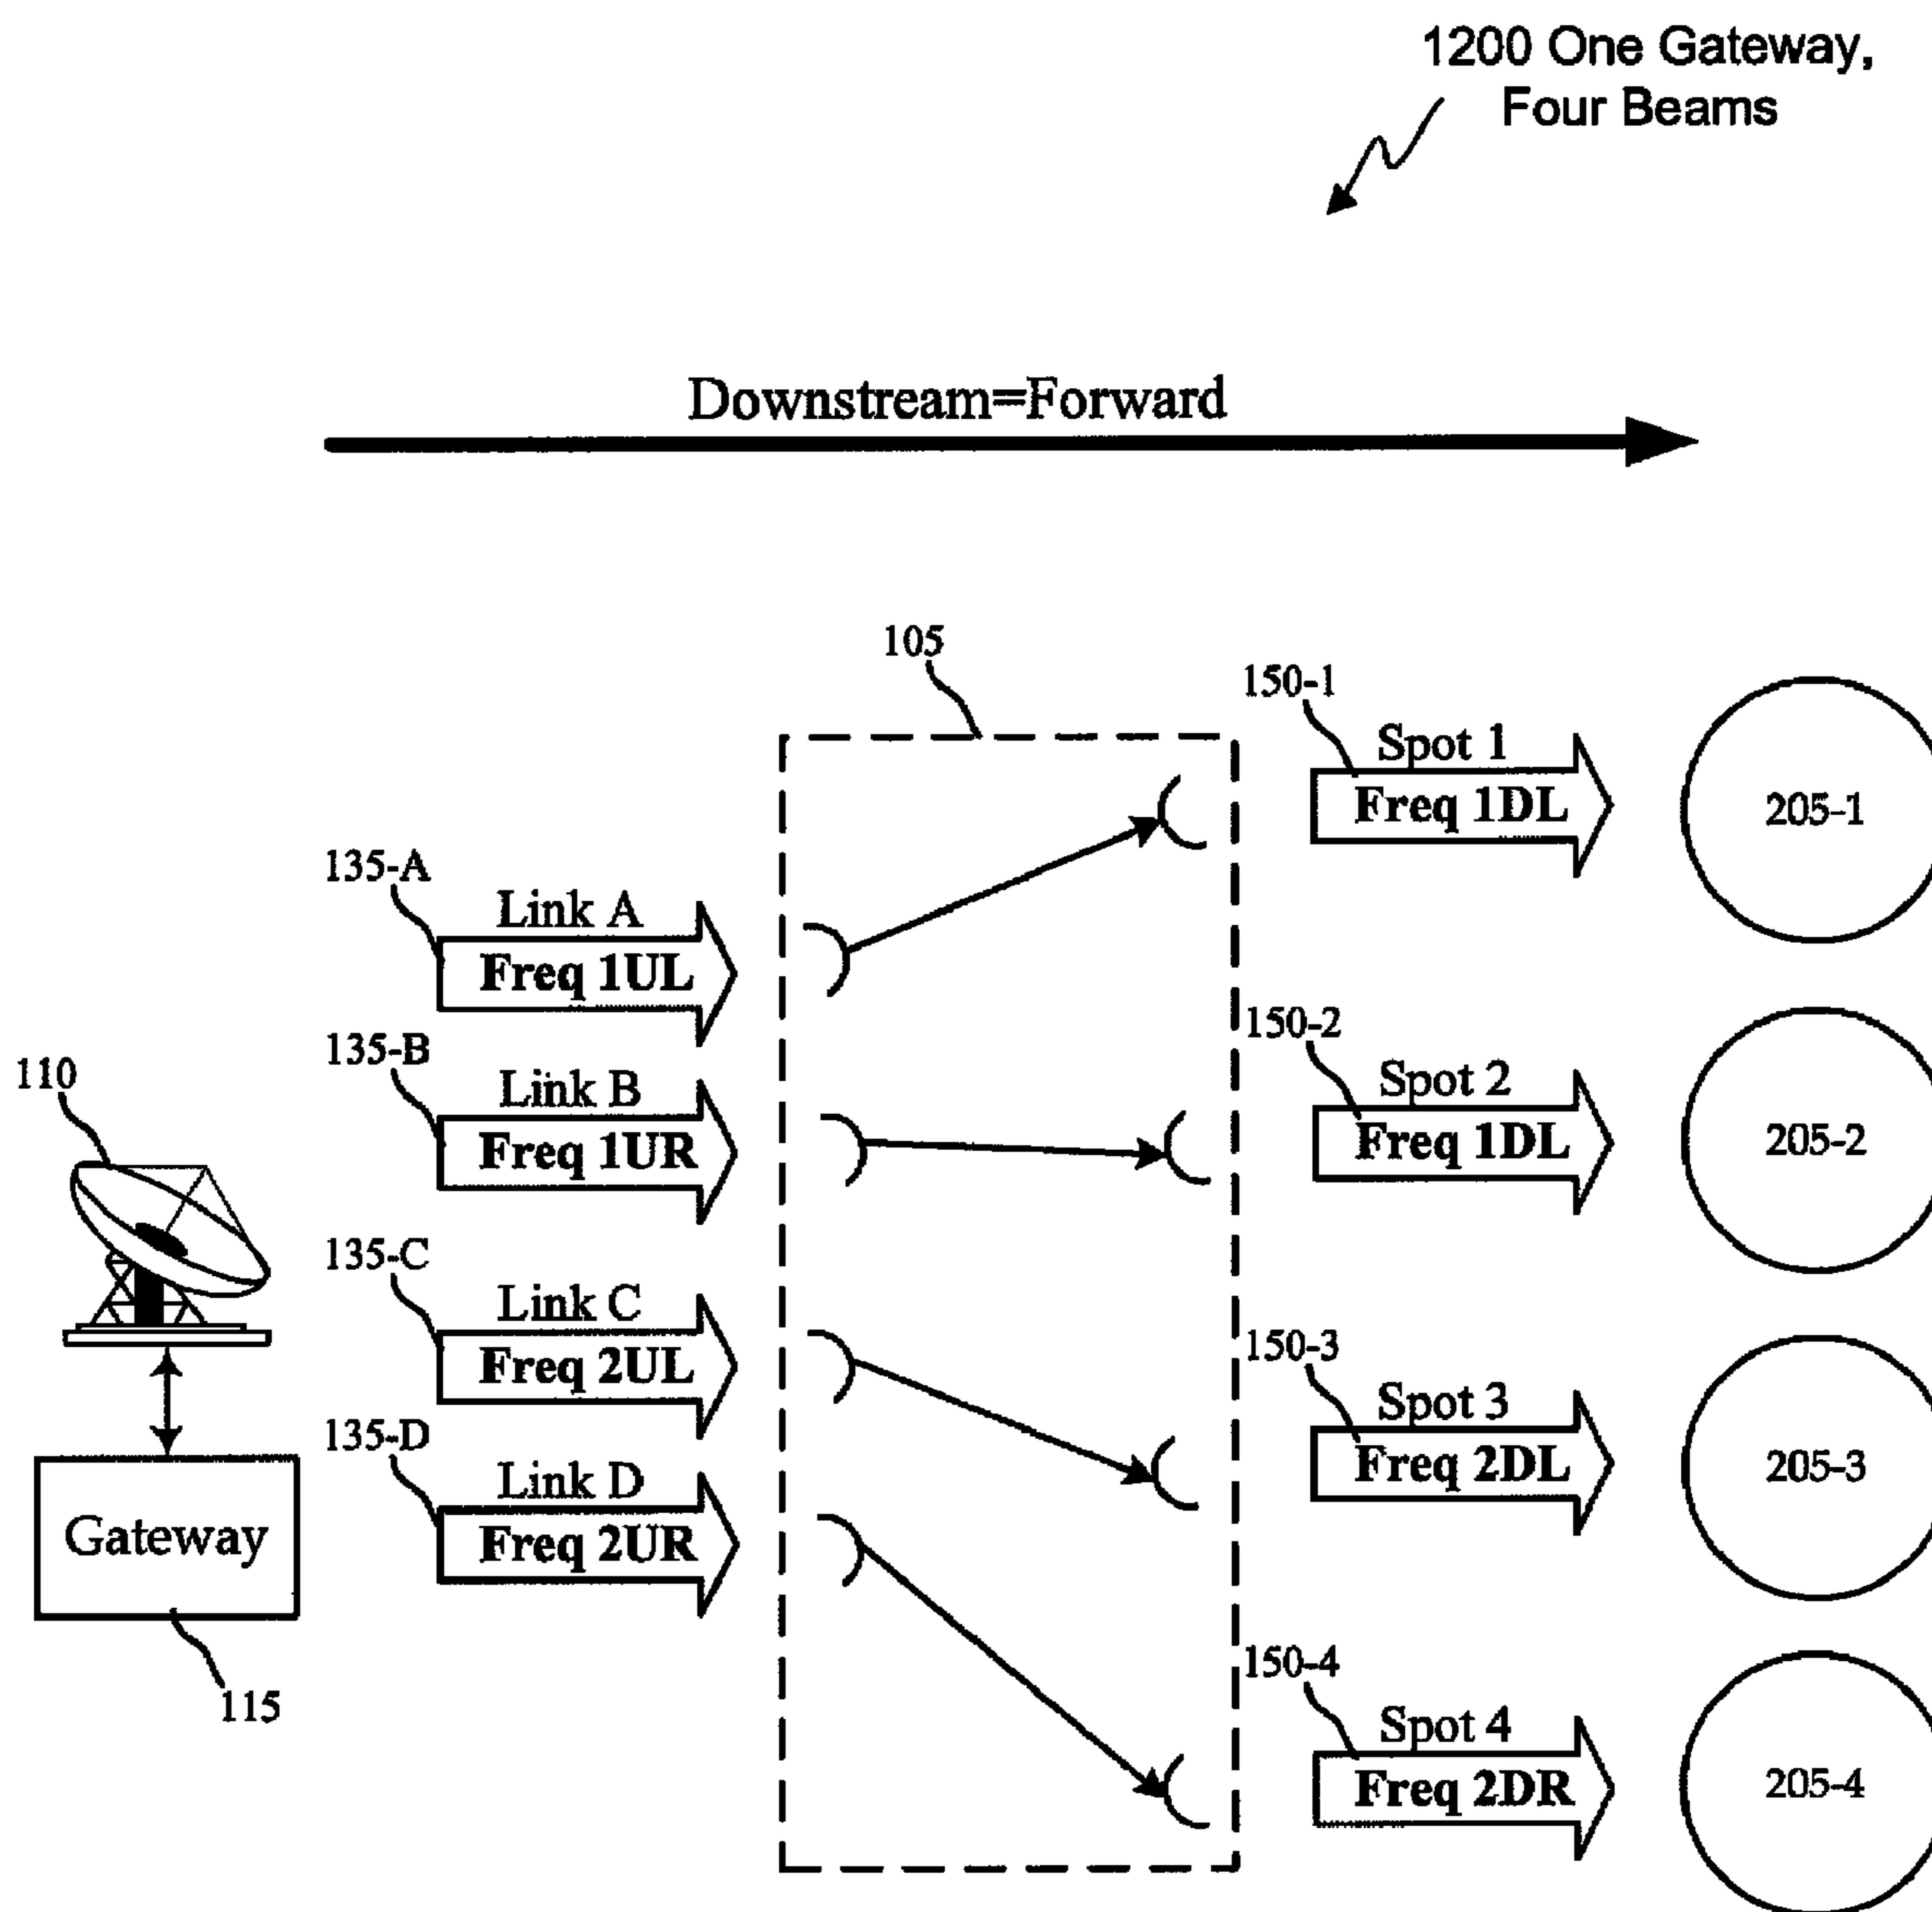 1200 One Gateway,
Four Beams
Downstream=Forward
105
150-1
Spot 1
Freq 1DL
205-1
135-A
Link A
Freq 1UL
150-2
Spot 2
Freq 1DL
205-2
135-B
Link B
Freq 1UR
110
135-C
Link C
Freq 2UL
150-3
Spot 3
Freq 2DL
205-3
135-D
Link D
Freq 2UR
Gateway
115
150-4
Spot 4
Freq 2DR
205-4